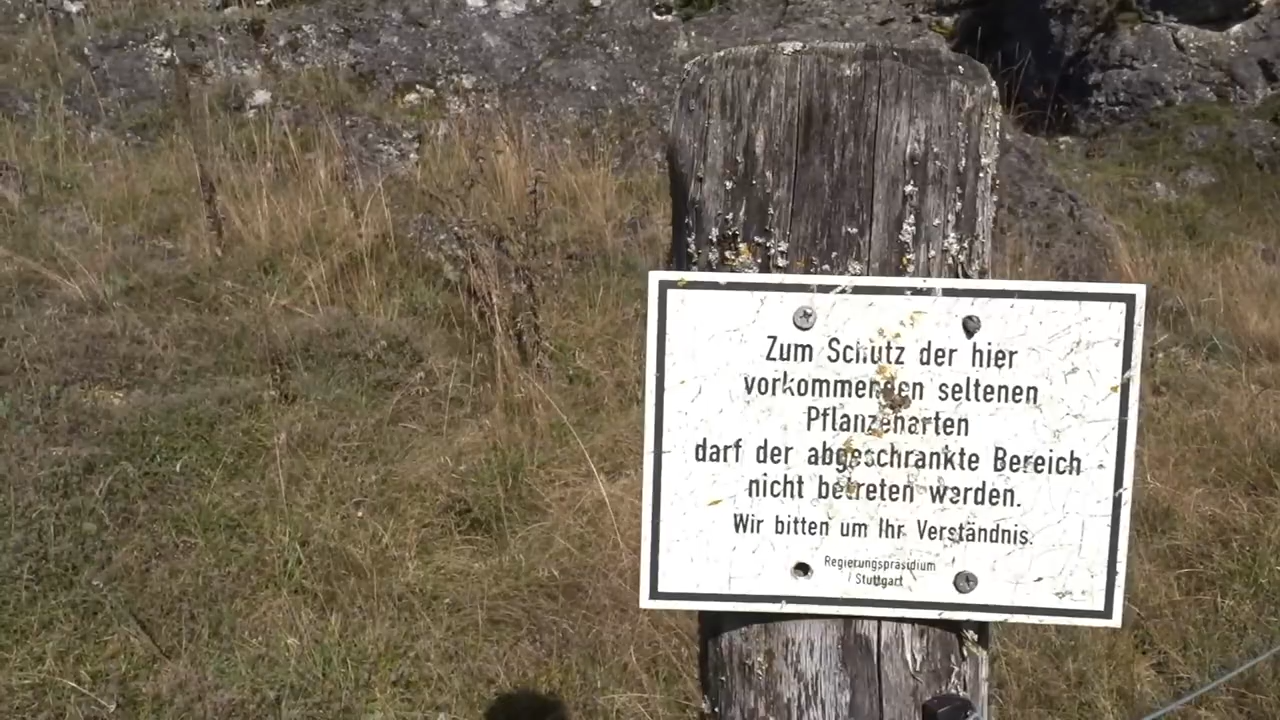 Zum Schutz der hier
vorkommenden seltenen
Pflanzenarten
darf der abgeschrankte Bereich
nicht betreten werden.
Wir bitten um Ihr Verständnis.
Regierungspräsidium
Stuttgart